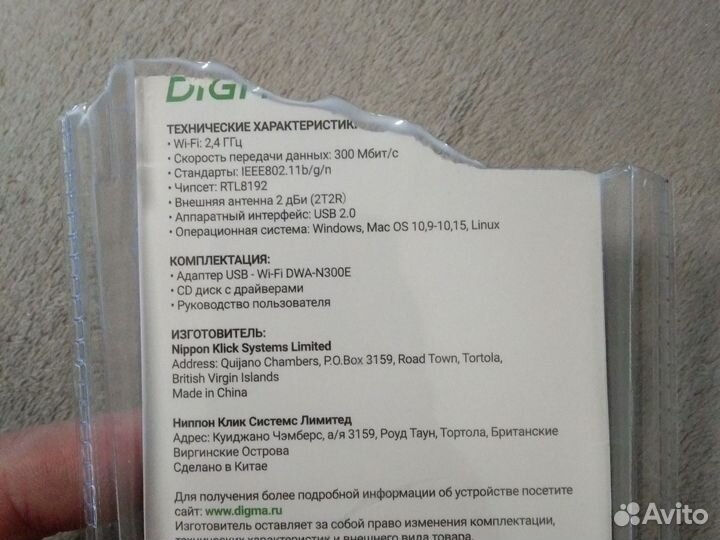 DIGM
ТЕХНИЧЕСКИЕ ХАРАКТЕРИСТИК
• Wi-Fi: 2,4 ГГц
• Скорость передачи данных: 300 Мбит/с
• Стандарты: IEEE802.11b/g/n
• Чипсет: RTL8192
• Внешняя антенна 2 дБи (2T2R)
• Аппаратный интерфейс: USB 2.0
• Операционная система: Windows, Mac OS 10,9-10,15, Linux
КОМПЛЕКТАЦИЯ:
• Адаптер USB - Wi-Fi DWA-N300E
• CD диск с драйверами
• Руководство пользователя
ИЗГОТОВИТЕЛЬ:
Nippon Klick Systems Limited
Address: Quijano Chambers, P.O.Box 3159, Road Town, Tortola,
British Virgin Islands
Made in China
Ниппон Клик Системс Лимитед
Адрес: Куиджано Чэмберс, а/я 3159, Роуд Таун, Тортола, Британские
Виргинские Острова
Сделано в Китае
Для получения более подробной информации об устройстве посетите
сайт: www.digma.ru
Изготовитель оставляет за собой право изменения комплектации,
технических характеристик и внешнего вида товара.
Avito